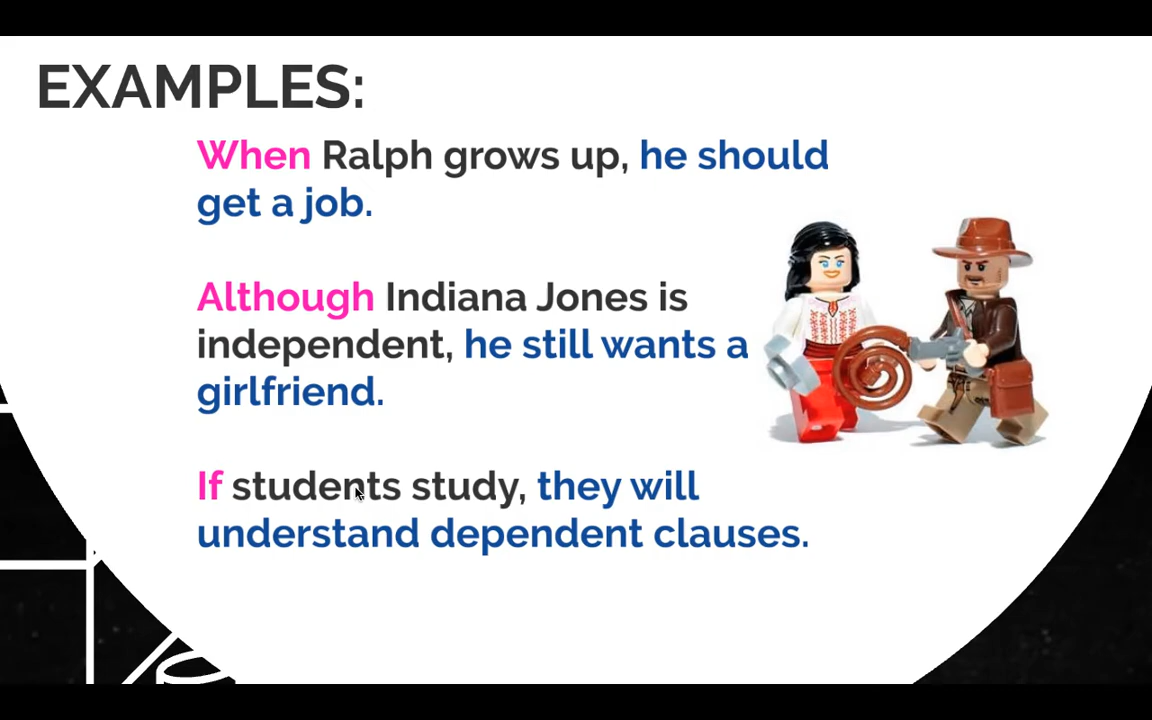 EXAMPLES:
When Ralph grows up, he should
get a job.
Although Indiana Jones is
independent, he still wants a
girlfriend.
If students study, they will
understand dependent clauses.